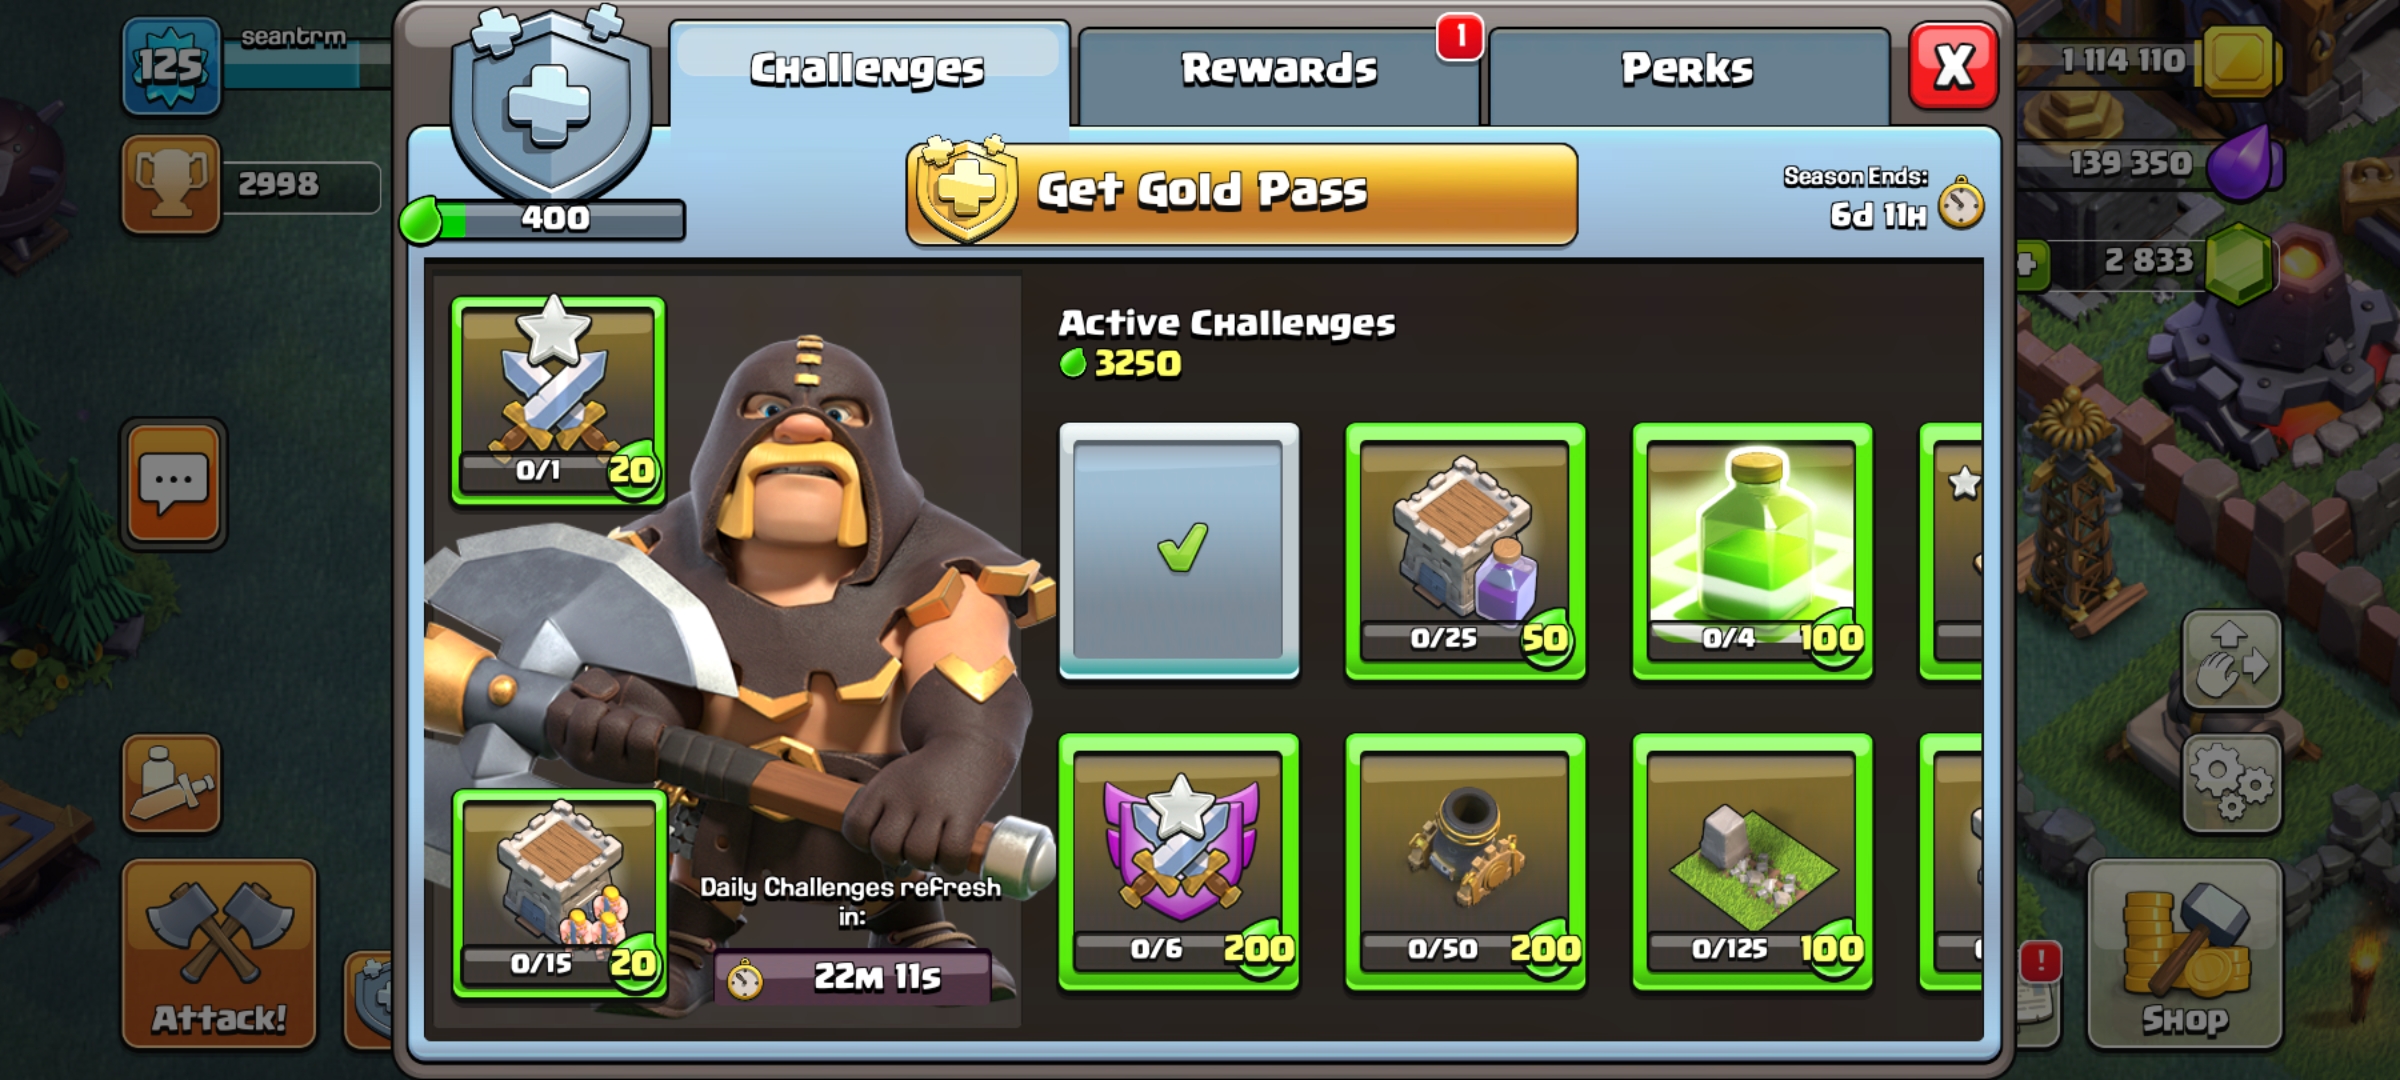 125
seantrm
2998
Challenges
Rewards
1
Perks
X
1 114 110
139 350
2 833
400
Get Gold Pass
Season Ends:
6d 11H
Active Challenges
3250
0/1
20
0/25
50
0/4
100
0/6
200
0/50
200
0/125
100
0/15
20
Daily Challenges refresh
in:
22M 11s
Attack!
!
Shop